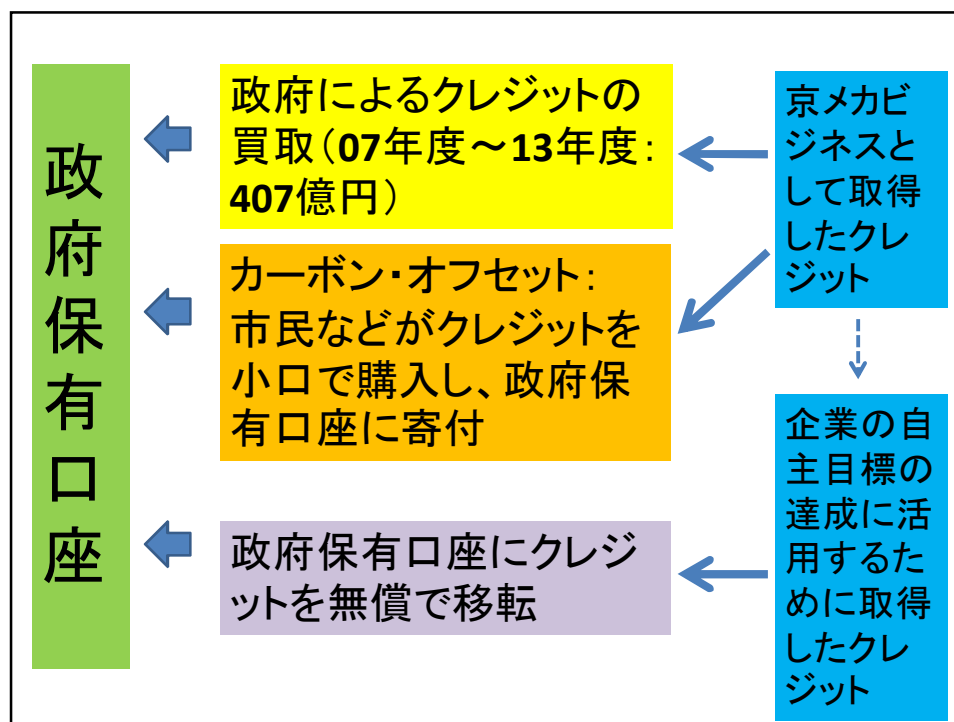 政府保有口座
政府によるクレジットの
買取(07年度～13年度:
407億円)
カーボン・オフセット:
市民などがクレジットを
小口で購入し、政府保
有口座に寄付
政府保有口座にクレジ
ットを無償で移転
京メカビ
ジネスと
して取得
したクレ
ジット
企業の自
主目標の
達成に活
用するた
めに取得
したクレ
ジット